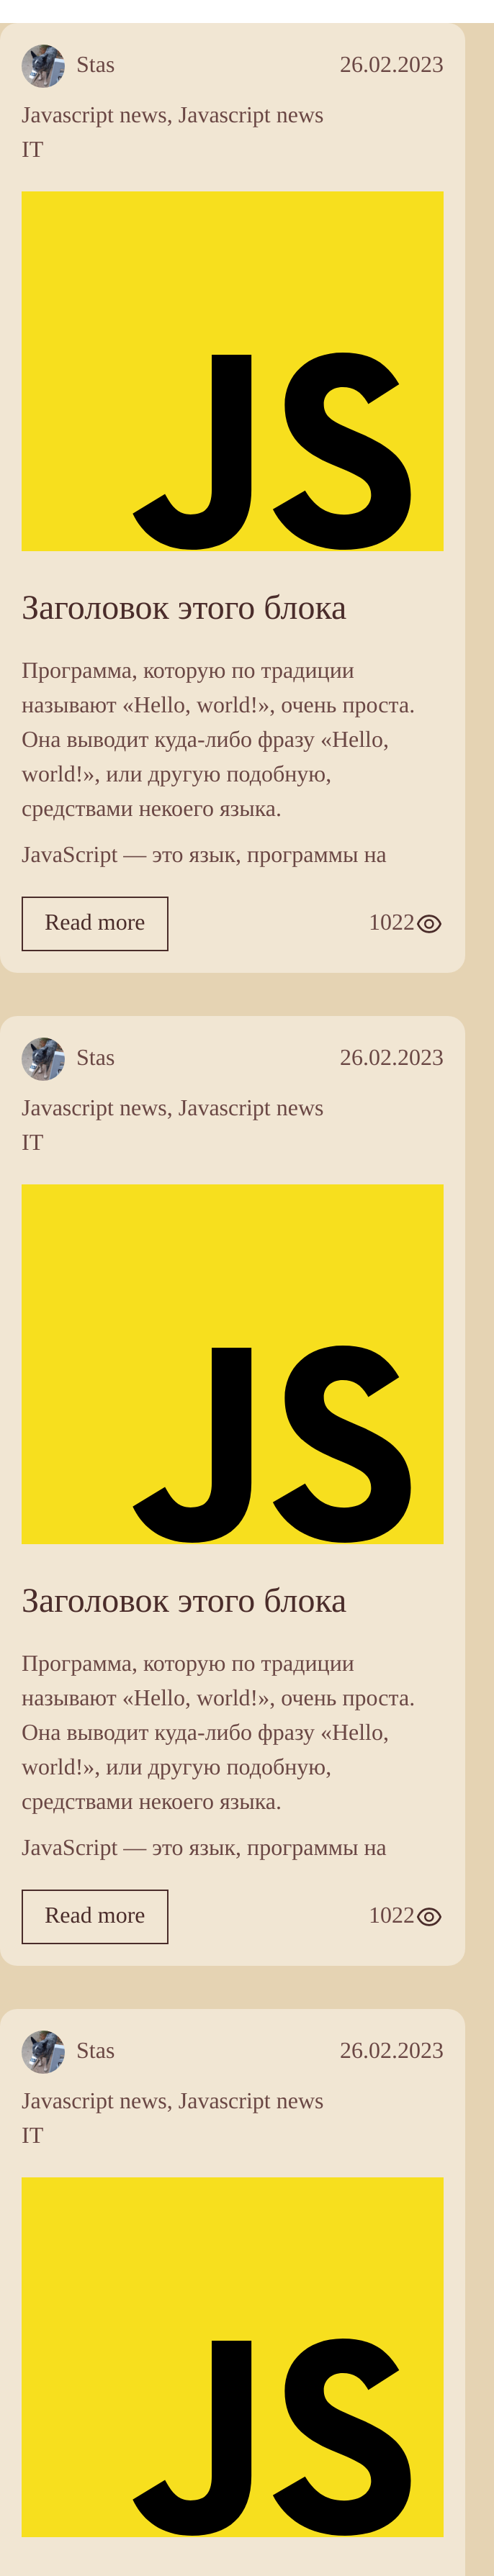 Stas 26.02.2023
Javascript news, Javascript news
IT
JS
Заголовок этого блока
Программа, которую по традиции
называют «Hello, world!», очень проста.
Она выводит куда-либо фразу «Hello,
world!», или другую подобную,
средствами некоего языка.
JavaScript — это язык, программы на
Read more 1022
Stas 26.02.2023
Javascript news, Javascript news
IT
JS
Заголовок этого блока
Программа, которую по традиции
называют «Hello, world!», очень проста.
Она выводит куда-либо фразу «Hello,
world!», или другую подобную,
средствами некоего языка.
JavaScript — это язык, программы на
Read more 1022
Stas 26.02.2023
Javascript news, Javascript news
IT
JS